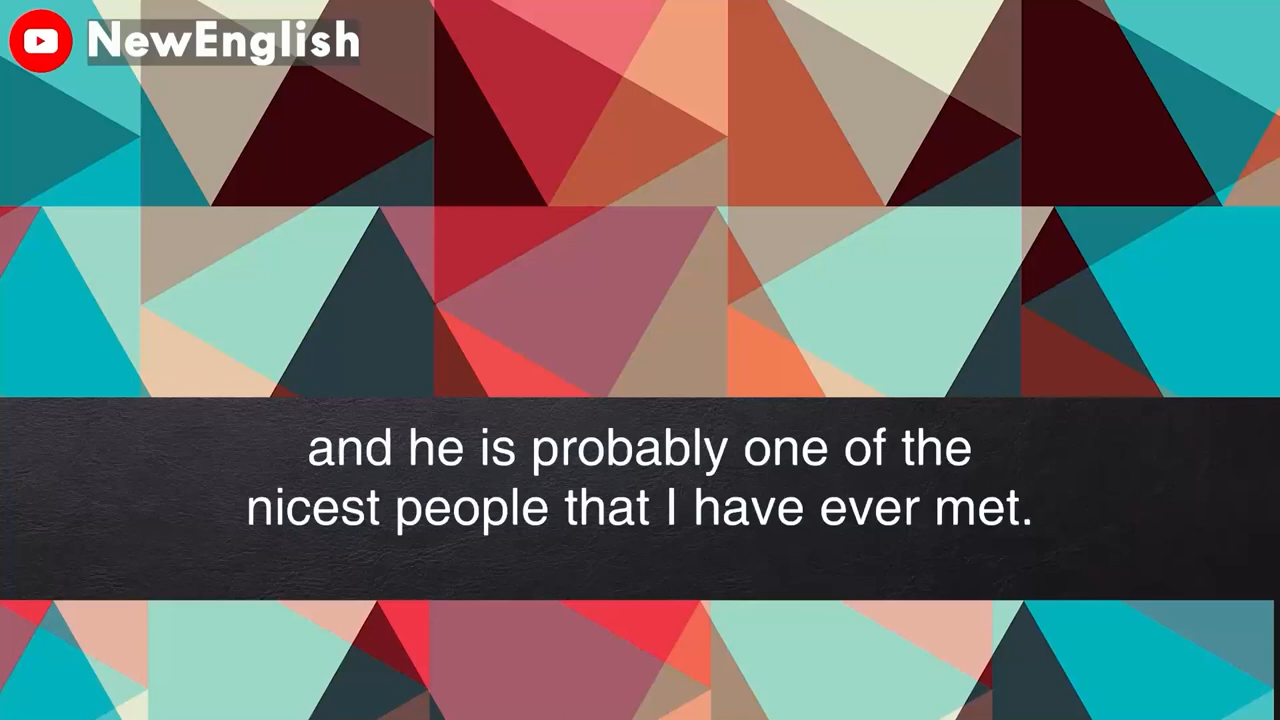 NewEnglish
and he is probably one of the
nicest people that I have ever met.